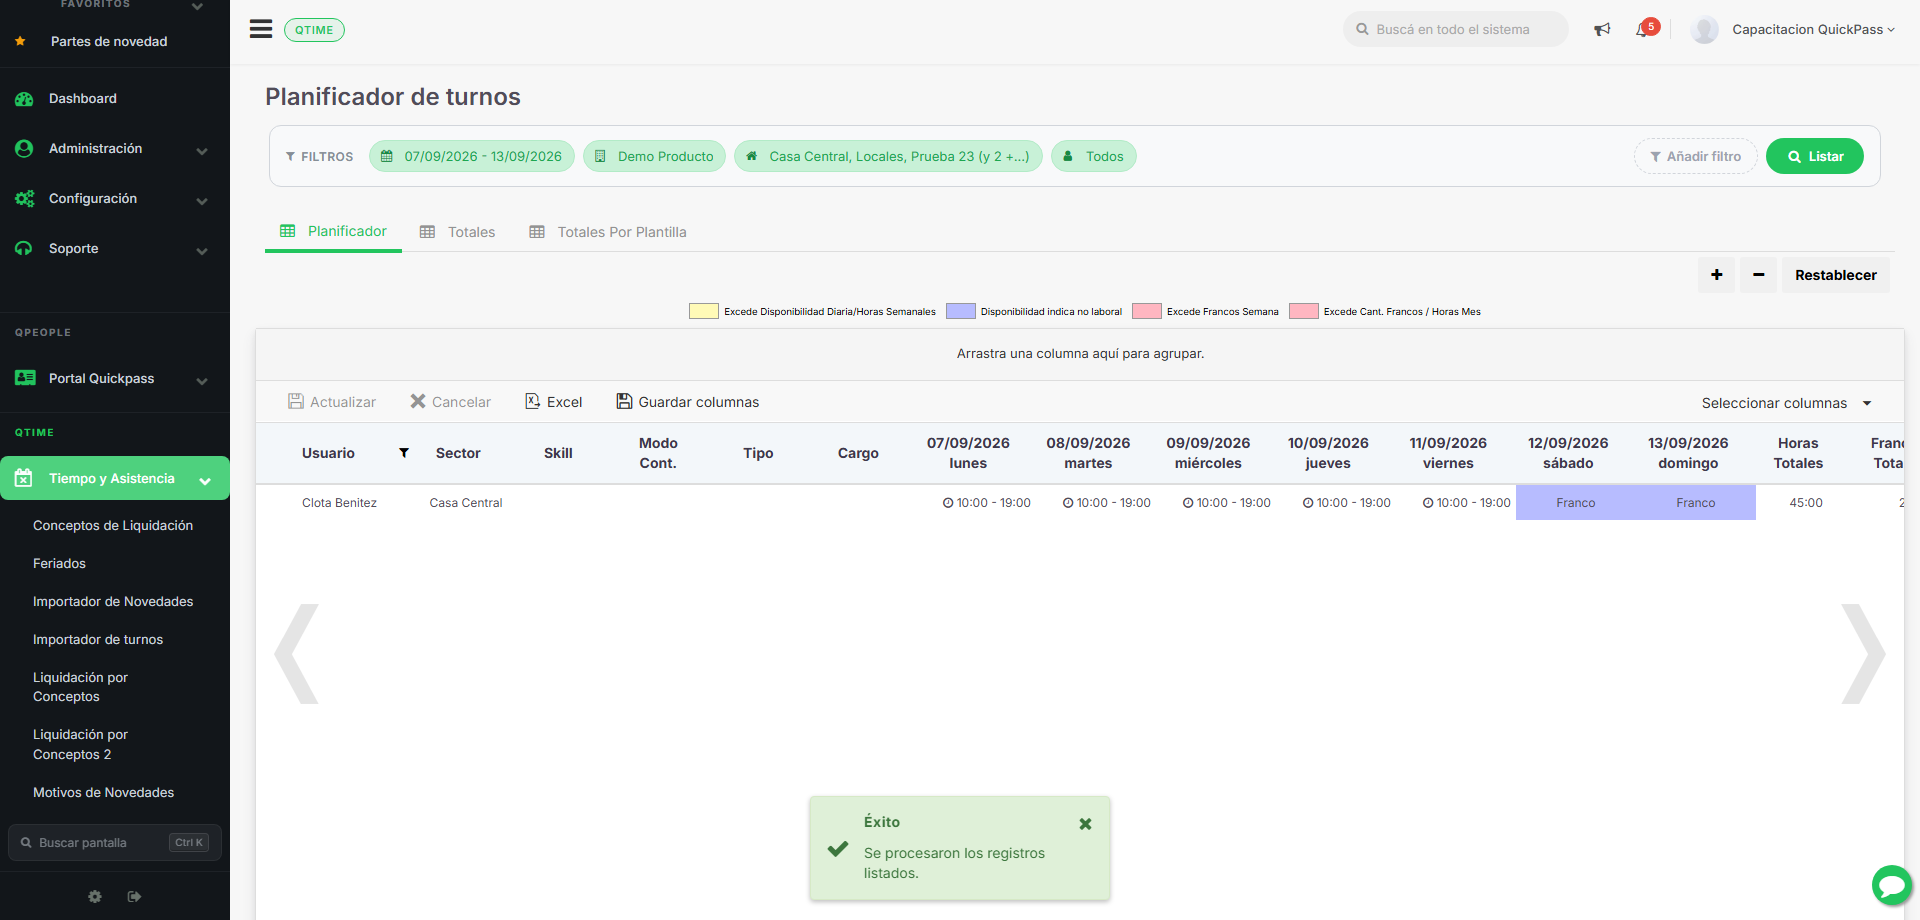 FAVORITOS
Partes de novedad
Dashboard
Administración
Configuración
Soporte
QPEOPLE
Portal Quickpass
QTIME
Tiempo y Asistencia
Conceptos de Liquidación
Feriados
Importador de Novedades
Importador de turnos
Liquidación por
Conceptos
Liquidación por
Conceptos 2
Motivos de Novedades
Buscar pantalla Ctrl K
QTIME
Buscá en todo el sistema
5
Capacitacion QuickPass
Planificador de turnos
FILTROS 07/09/2026 - 13/09/2026 Demo Producto Casa Central, Locales, Prueba 23 (y 2 +...) Todos Añadir filtro Listar
Planificador Totales Totales Por Plantilla
+ − Restablecer
Excede Disponibilidad Diaria/Horas Semanales Disponibilidad indica no laboral Excede Francos Semana Excede Cant. Francos / Horas Mes
Arrastra una columna aquí para agrupar.
Actualizar Cancelar Excel Guardar columnas Seleccionar columnas
Usuario Sector Skill Modo Cont. Tipo Cargo 07/09/2026 lunes 08/09/2026 martes 09/09/2026 miércoles 10/09/2026 jueves 11/09/2026 viernes 12/09/2026 sábado 13/09/2026 domingo Horas Totales Franc Tota
Clota Benitez Casa Central 10:00 - 19:00 10:00 - 19:00 10:00 - 19:00 10:00 - 19:00 10:00 - 19:00 Franco Franco 45:00 2
Éxito
Se procesaron los registros
listados.